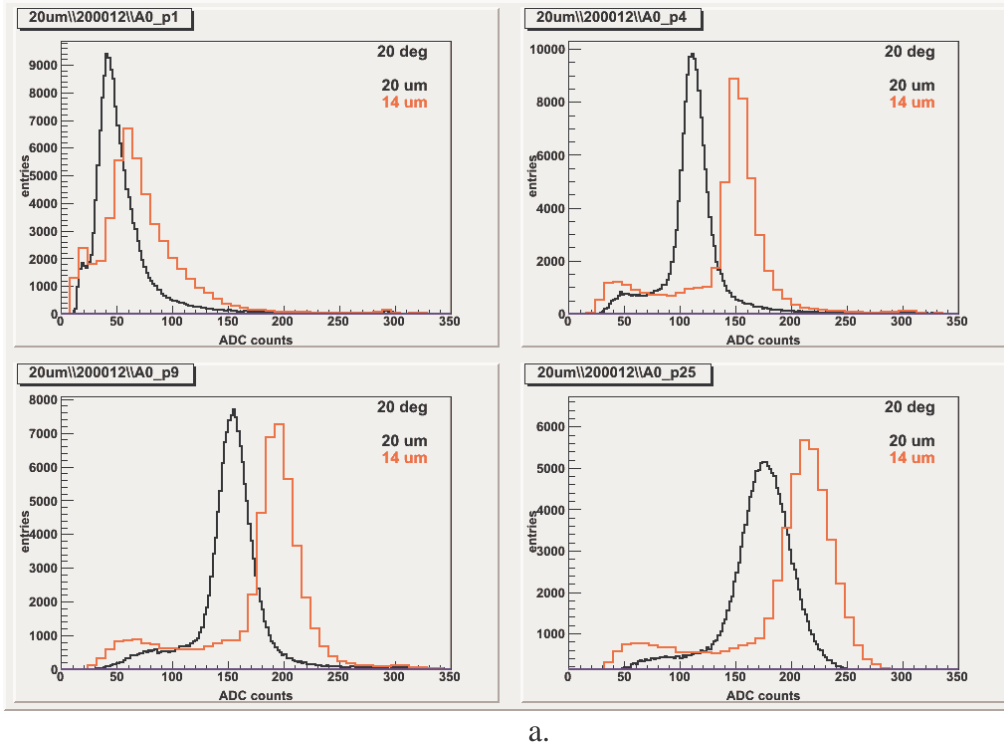 20um\\200012\\A0_p1
20 deg
20 um
14 um
9000
8000
7000
6000
5000
4000
3000
2000
1000
0
entries
0 50 100 150 200 250 300 350
ADC counts
20um\\200012\\A0_p4
20 deg
20 um
14 um
10000
8000
6000
4000
2000
0
entries
0 50 100 150 200 250 300 350
ADC counts
20um\\200012\\A0_p9
20 deg
20 um
14 um
8000
7000
6000
5000
4000
3000
2000
1000
0
entries
0 50 100 150 200 250 300 350
ADC counts
20um\\200012\\A0_p25
20 deg
20 um
14 um
6000
5000
4000
3000
2000
1000
entries
0 50 100 150 200 250 300 350
ADC counts
a.